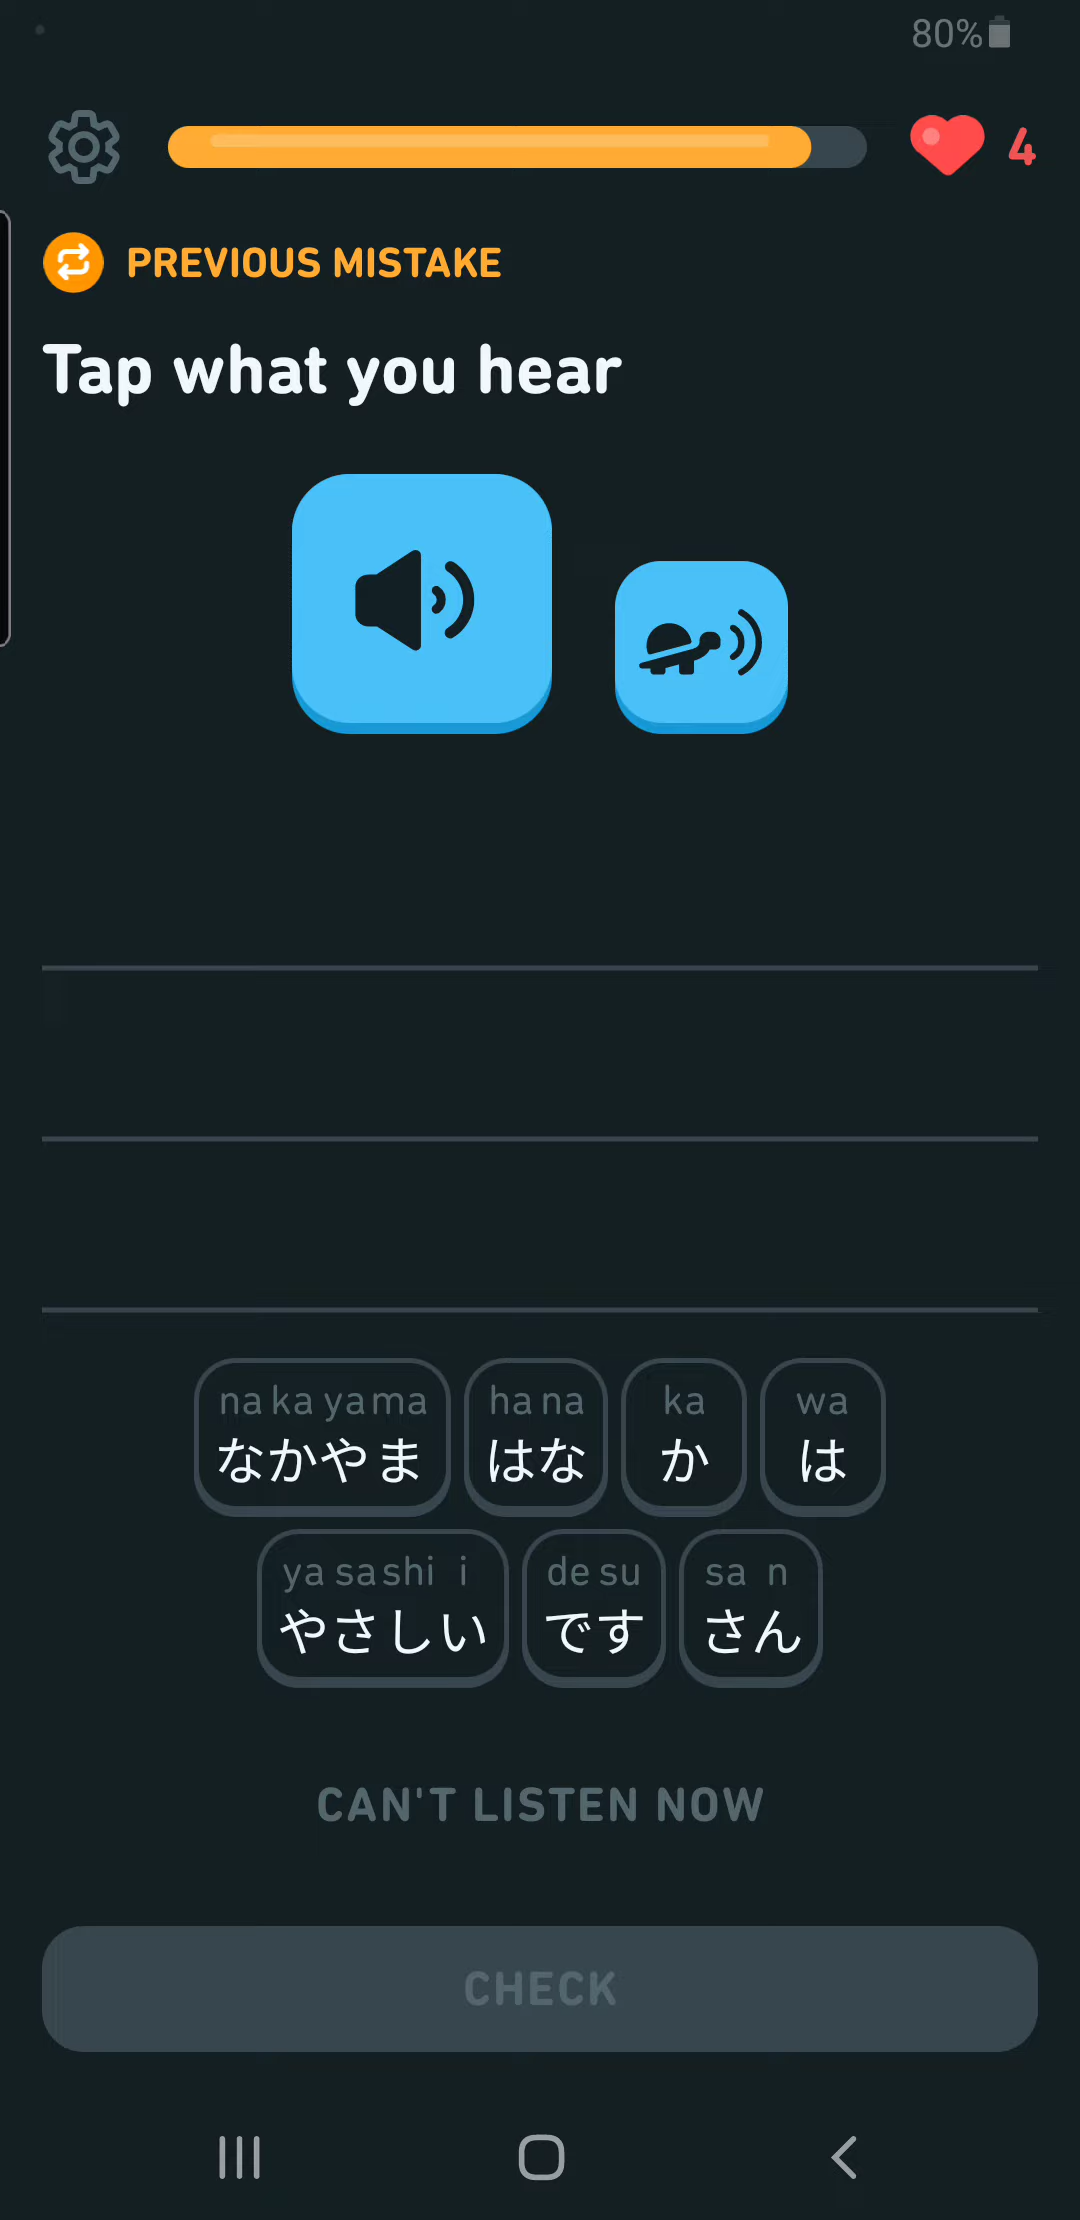 80%
4
PREVIOUS MISTAKE
Tap what you hear
na ka ya ma ha na ka wa
なかやま はな か は
ya sa shi i de su sa n
やさしい です さん
CAN'T LISTEN NOW
CHECK